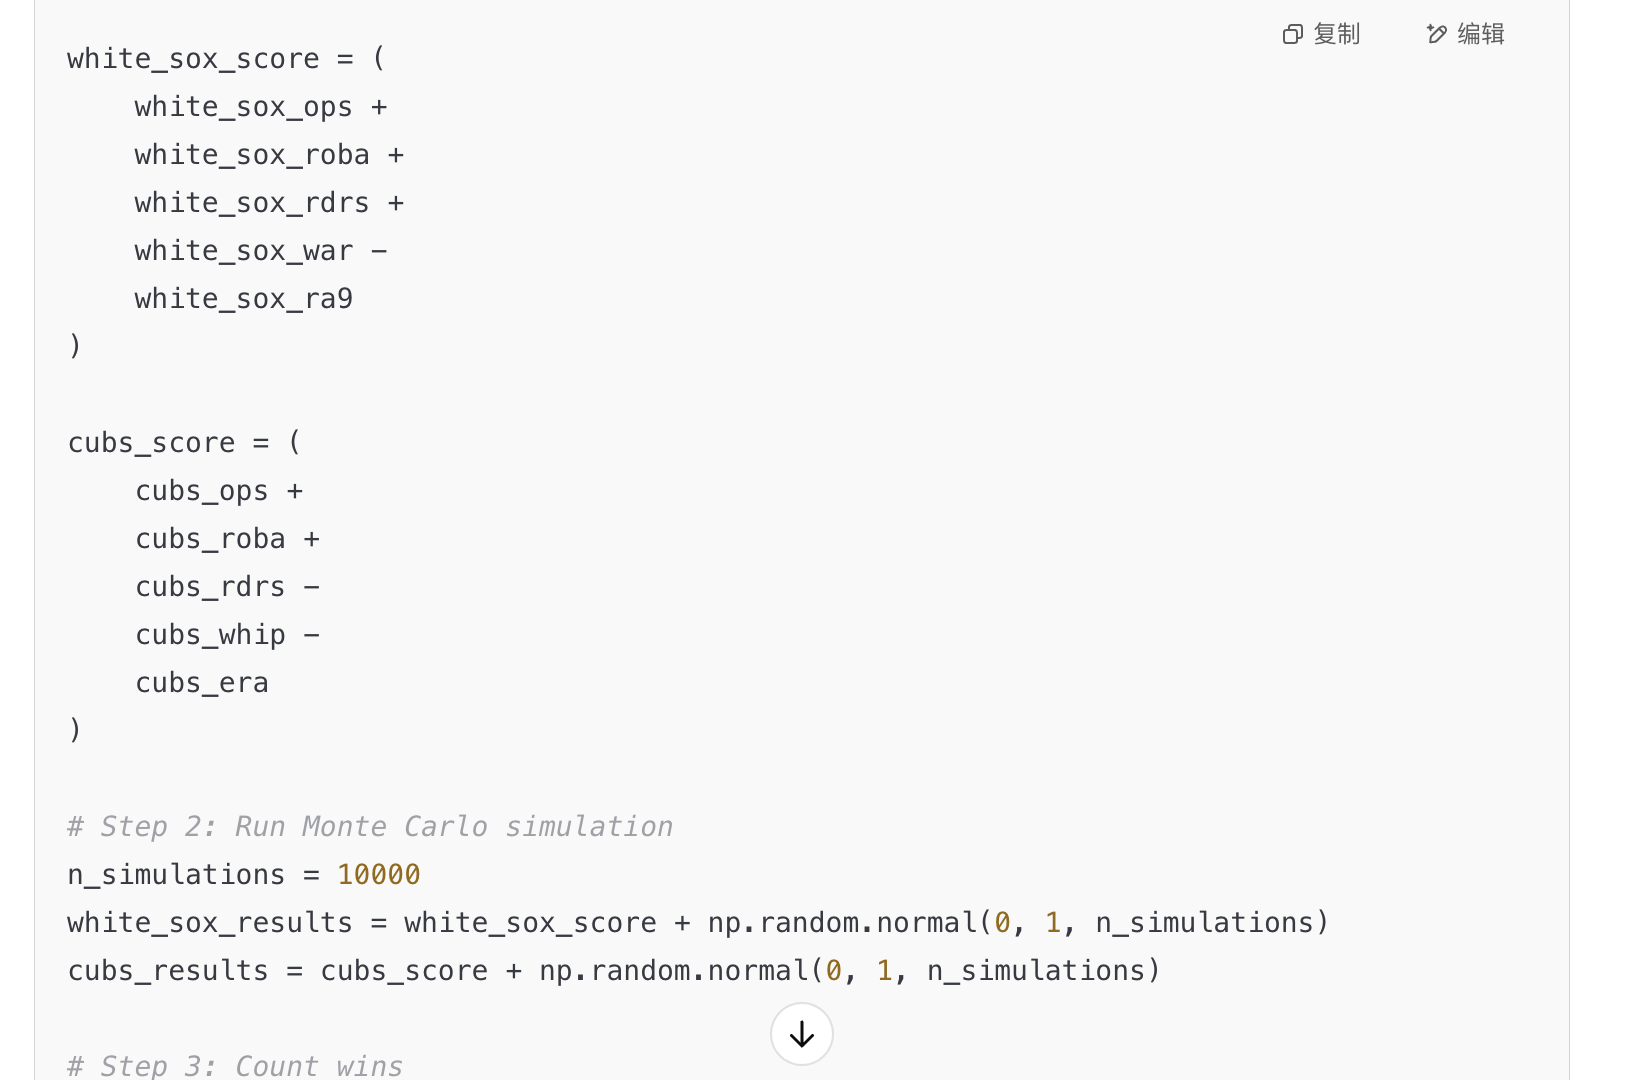 复制 编辑
white_sox_score = (
    white_sox_ops +
    white_sox_roba +
    white_sox_rdrs +
    white_sox_war −
    white_sox_ra9
)
cubs_score = (
    cubs_ops +
    cubs_roba +
    cubs_rdrs −
    cubs_whip −
    cubs_era
)
# Step 2: Run Monte Carlo simulation
n_simulations = 10000
white_sox_results = white_sox_score + np.random.normal(0, 1, n_simulations)
cubs_results = cubs_score + np.random.normal(0, 1, n_simulations)
# Step 3: Count wins